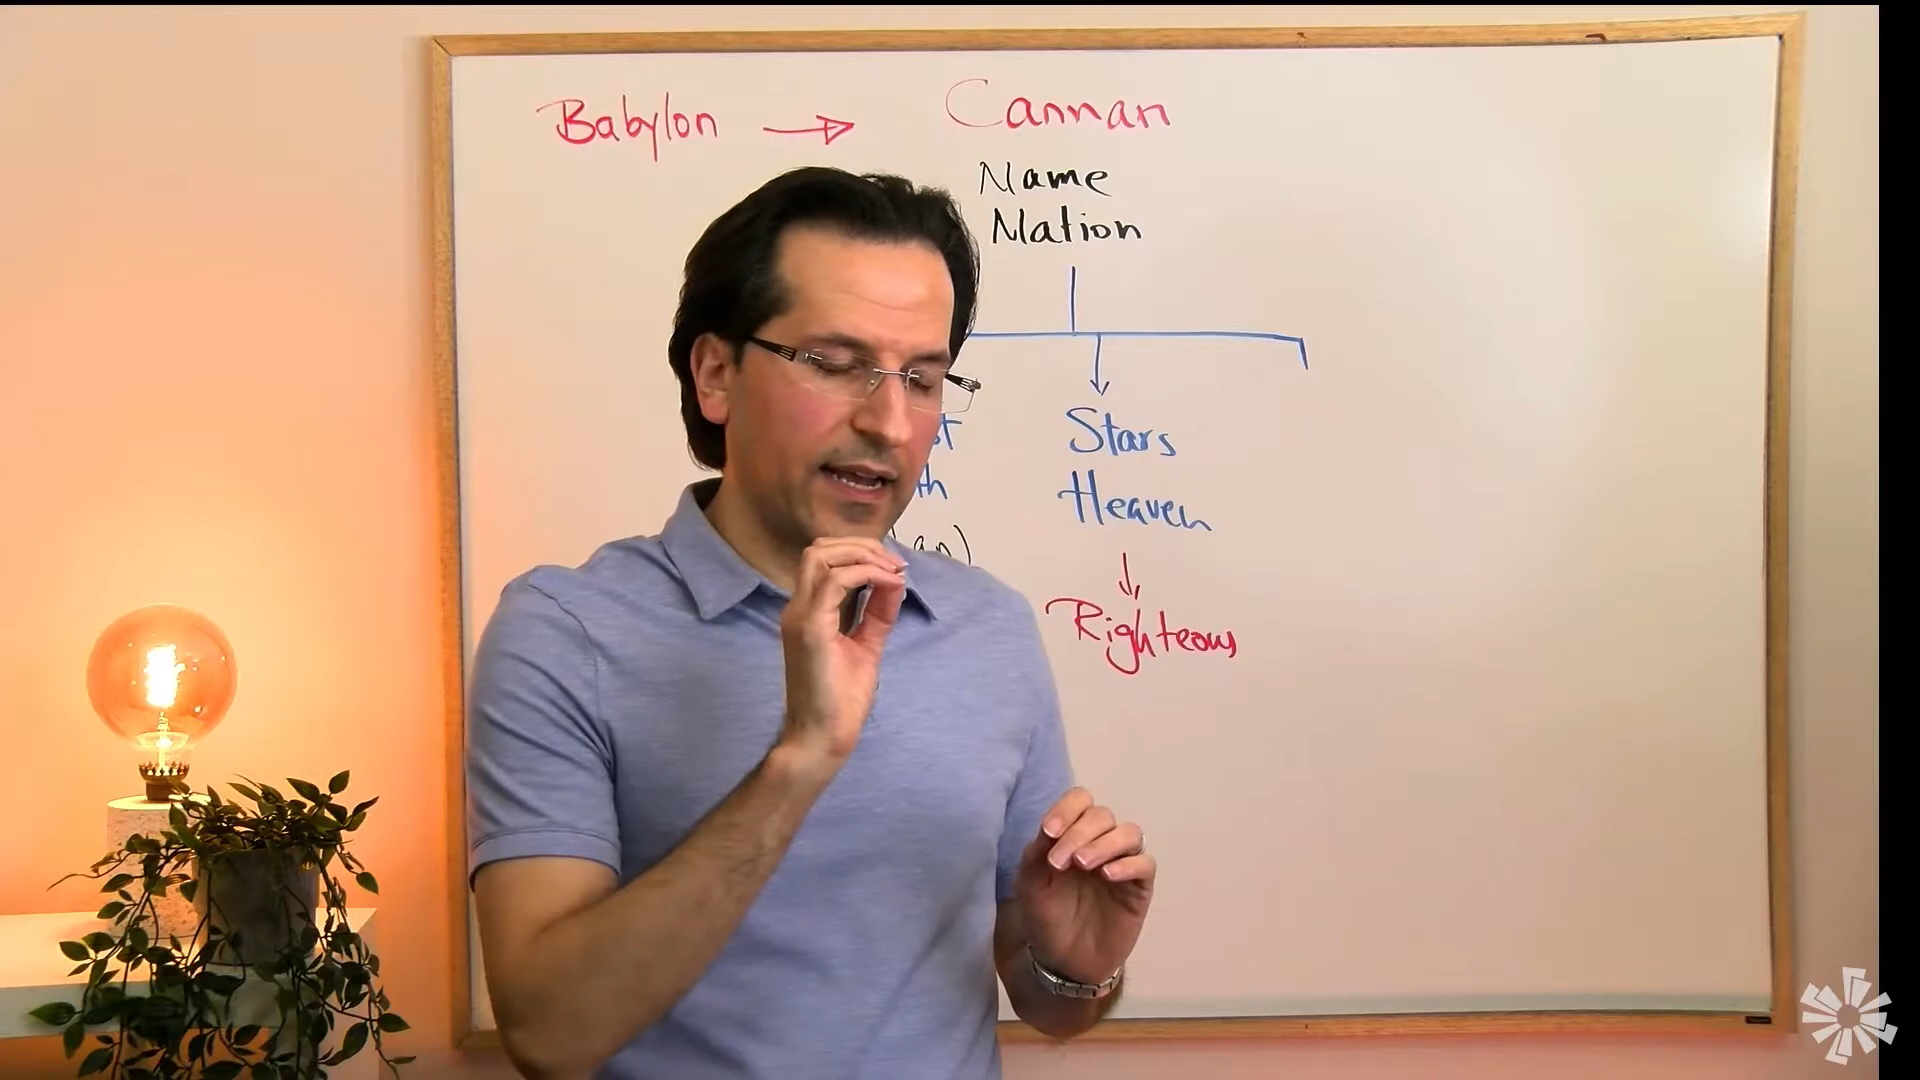 Babylon → Cannan
Name
Nation
Stars
Heaven
Righteous